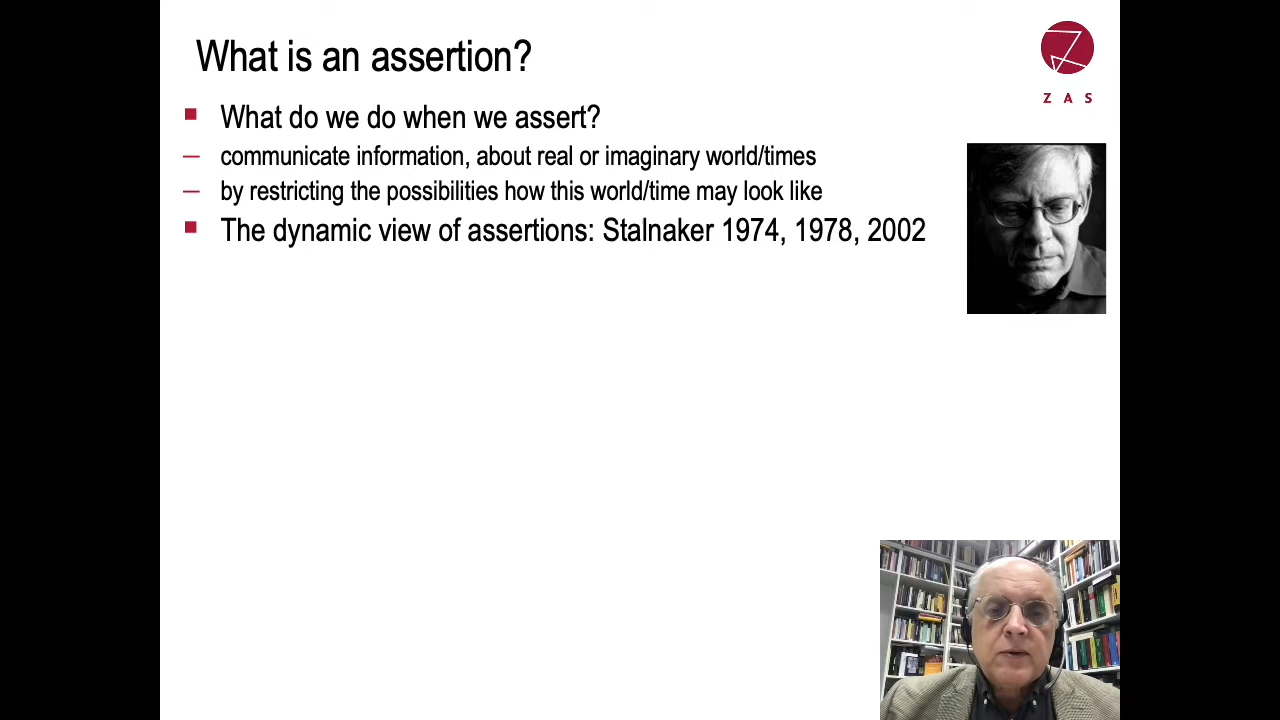 What is an assertion?
Z A S
What do we do when we assert?
communicate information, about real or imaginary world/times
by restricting the possibilities how this world/time may look like
The dynamic view of assertions: Stalnaker 1974, 1978, 2002